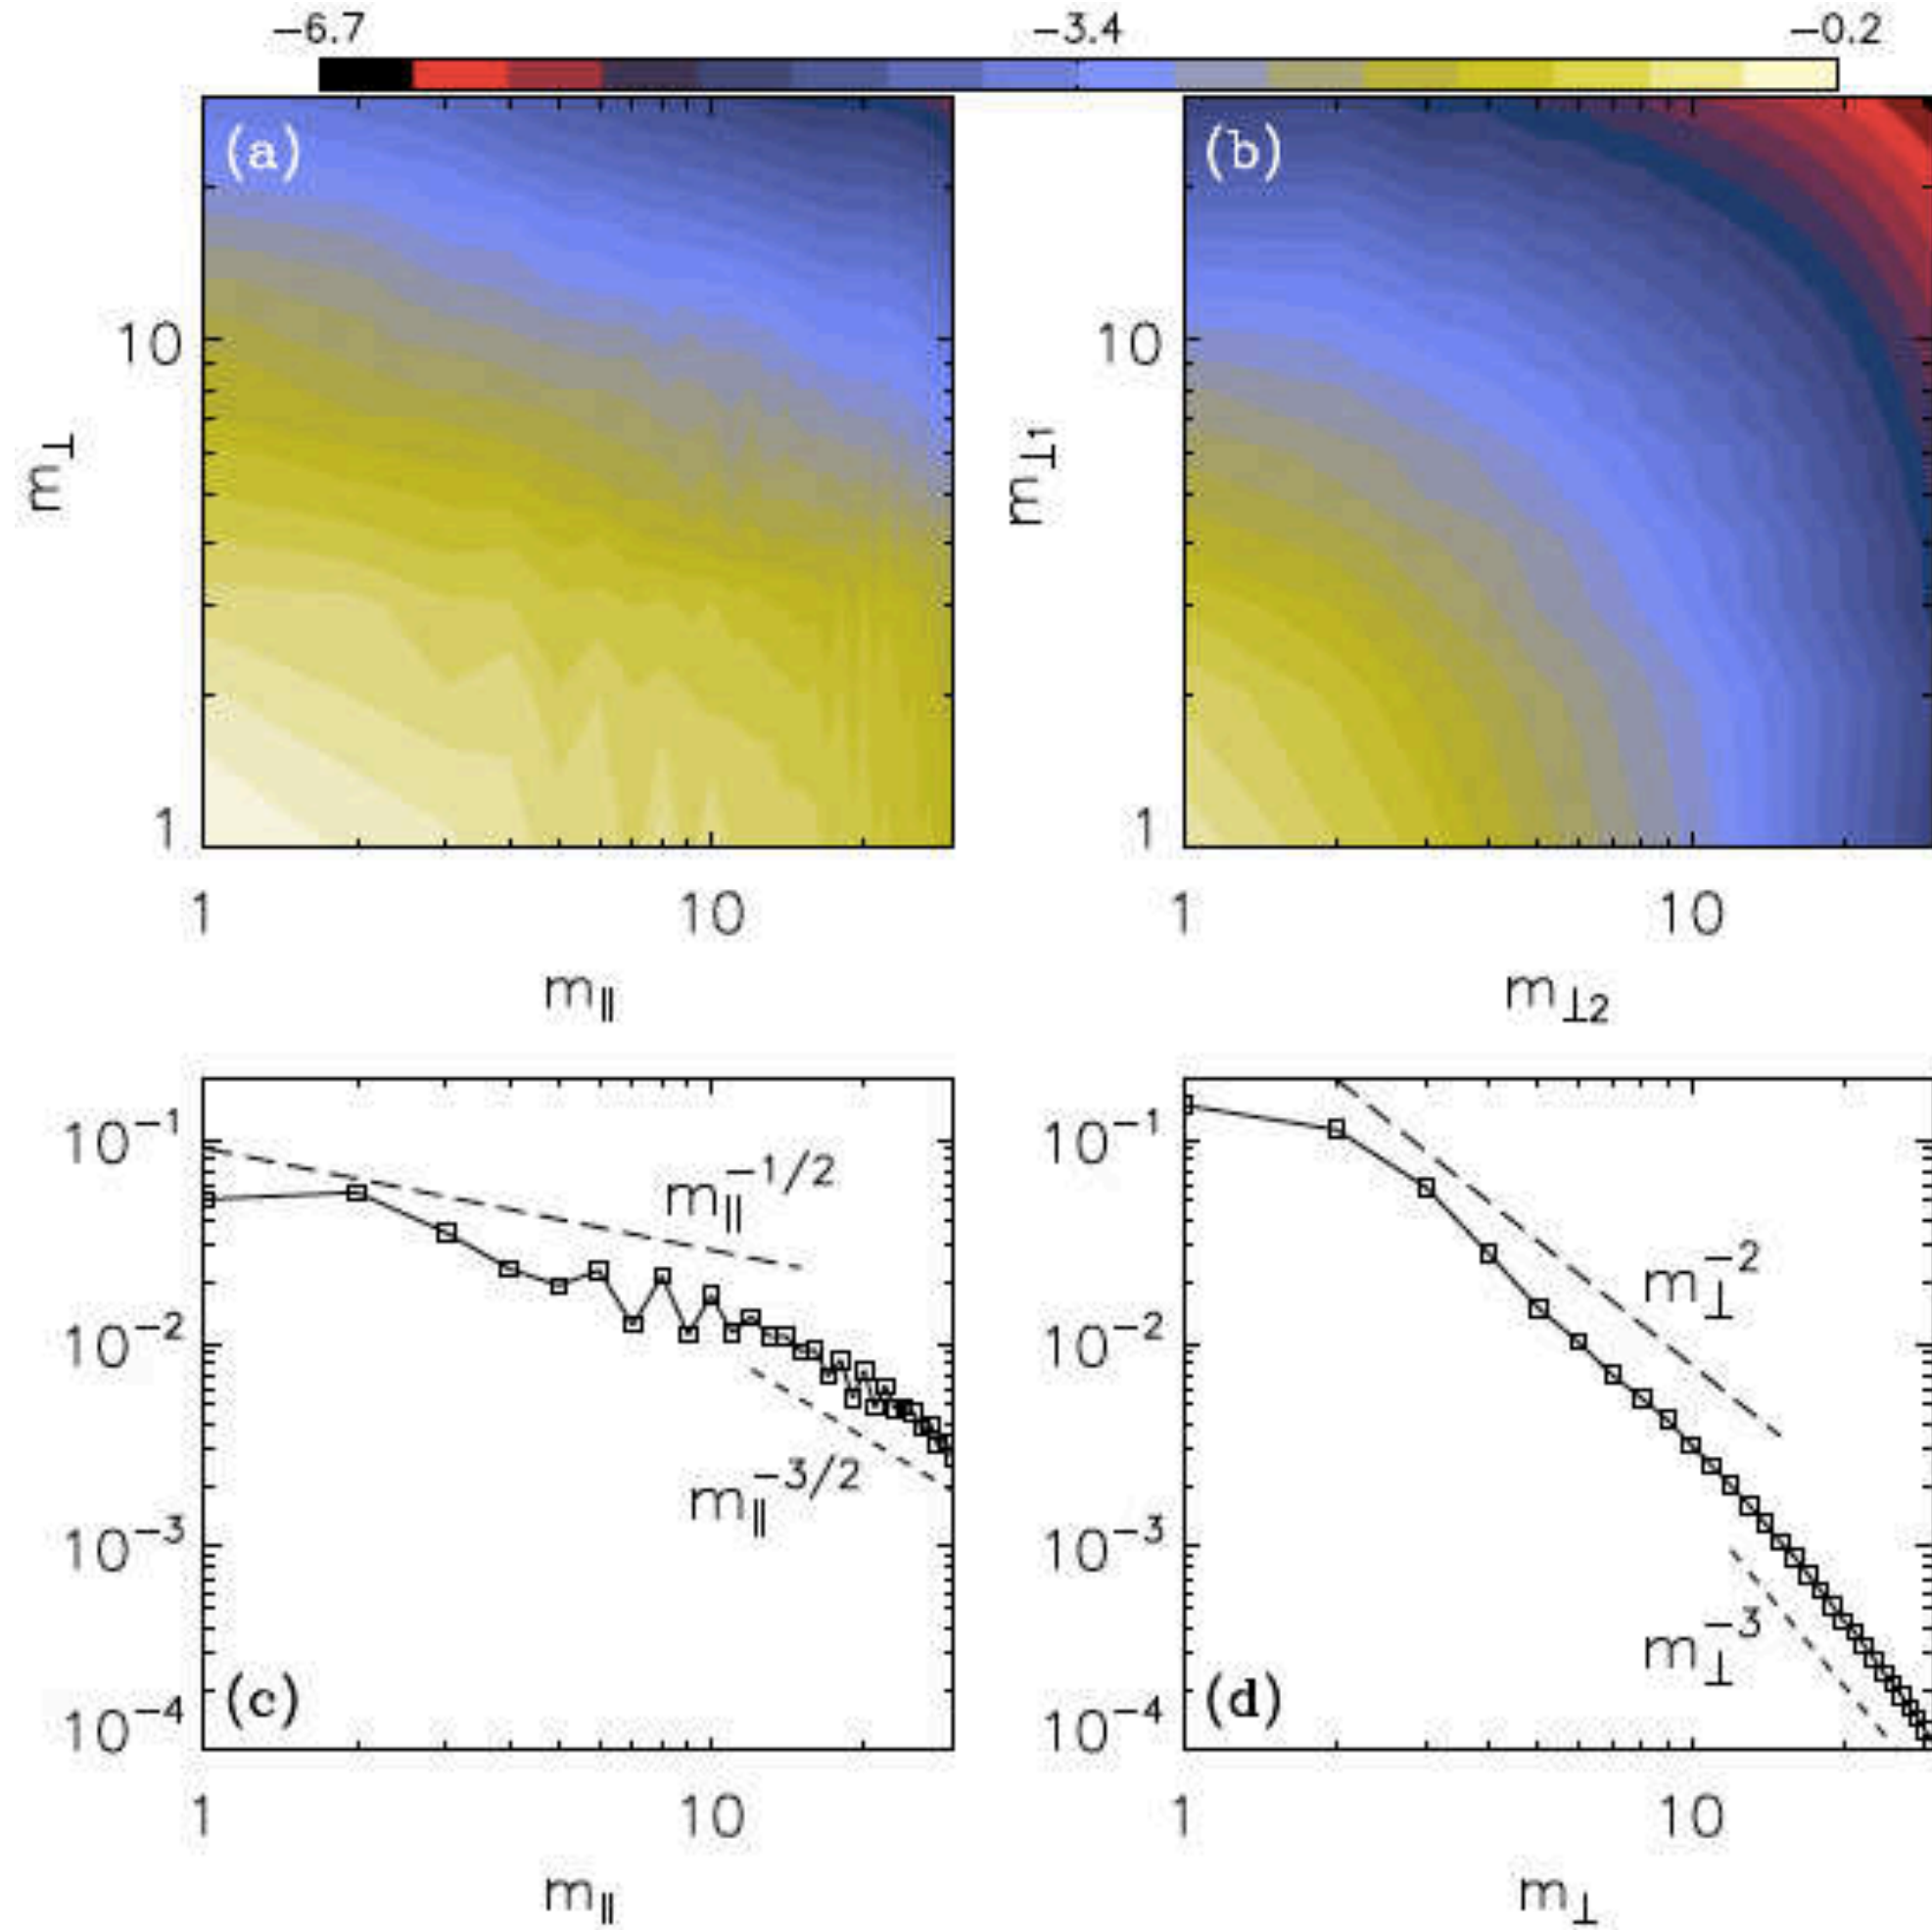 −6.7 −3.4 −0.2
(a) (b)
10 10
m⊥ m⊥1
1 1
1 10 1 10
m∥ m⊥2
10⁻¹ m∥^−1/2 10⁻¹
10⁻² 10⁻² m⊥^−2
m∥^−3/2
10⁻³ 10⁻³
m⊥^−3
10⁻⁴ (c) 10⁻⁴ (d)
1 10 1 10
m∥ m⊥